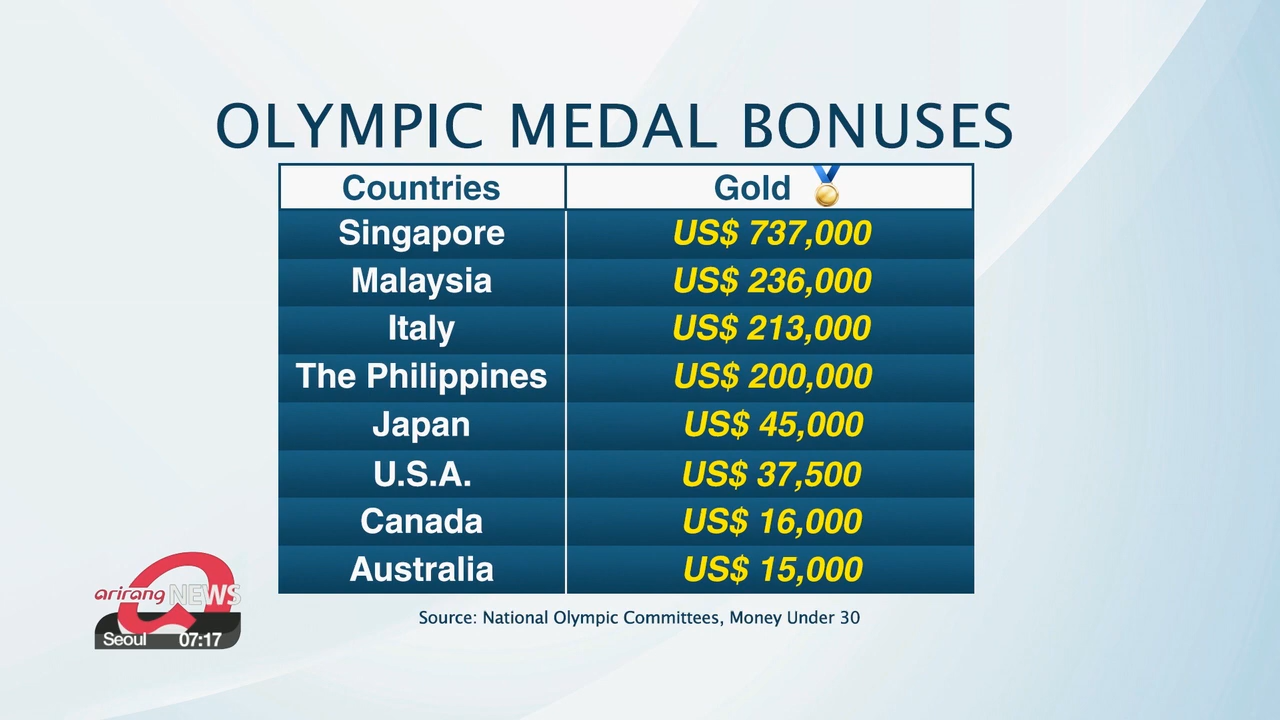 OLYMPIC MEDAL BONUSES
Countries Gold
Singapore US$ 737,000
Malaysia US$ 236,000
Italy US$ 213,000
The Philippines US$ 200,000
Japan US$ 45,000
U.S.A. US$ 37,500
Canada US$ 16,000
Australia US$ 15,000
arirang NEWS
Seoul 07:17
Source: National Olympic Committees, Money Under 30